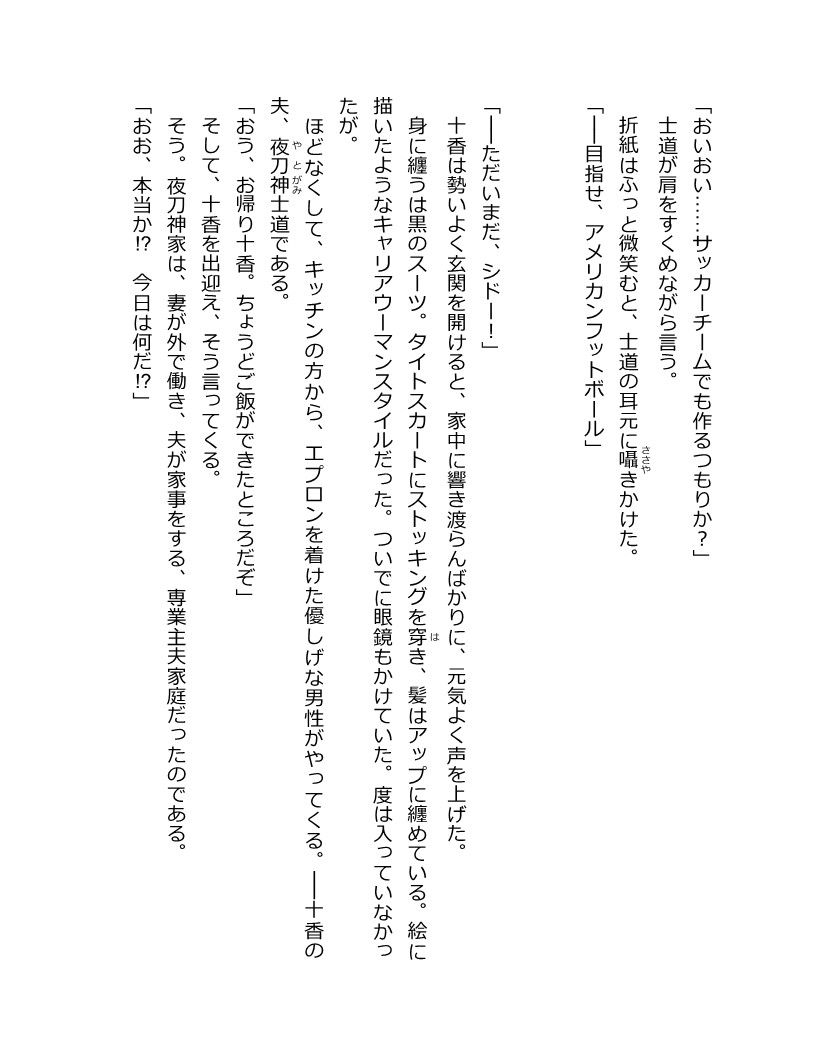 「おいおい……サッカーチームでも作るつもりか？」
士道が肩をすくめながら言う。
折紙はふっと微笑むと、士道の耳元に囁きかけた。
「――目指せ、アメリカンフットボール」
「――ただいまだ、シドー！」
十香は勢いよく玄関を開けると、家中に響き渡らんばかりに、元気よく声を上げた。
身に纏うは黒のスーツ。タイトスカートにストッキングを穿き、髪はアップに纏めている。絵に
描いたようなキャリアウーマンスタイルだった。ついでに眼鏡もかけていた。度は入っていなかっ
たが。
ほどなくして、キッチンの方から、エプロンを着けた優しげな男性がやってくる。――十香の
夫、夜刀神士道である。
「おう、お帰り十香。ちょうどご飯ができたところだぞ」
そして、十香を出迎え、そう言ってくる。
そう。夜刀神家は、妻が外で働き、夫が家事をする、専業主夫家庭だったのである。
「おお、本当か!?　今日は何だ!?」